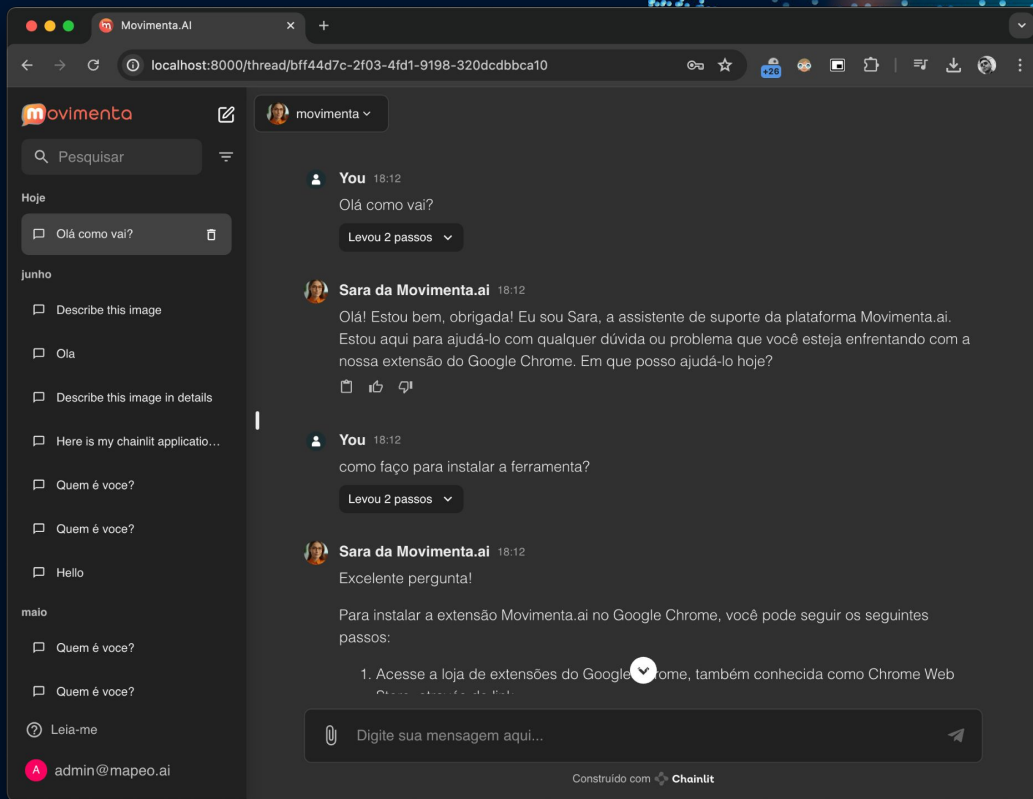 Movimenta.AI
localhost:8000/thread/bff44d7c-2f03-4fd1-9198-320dcdbbca10
+26
movimenta
movimenta
Pesquisar
Hoje
Olá como vai?
junho
Describe this image
Ola
Describe this image in details
Here is my chainlit applicatio...
Quem é voce?
Quem é voce?
Hello
maio
Quem é voce?
Quem é voce?
Leia-me
A admin@mapeo.ai
You 18:12
Olá como vai?
Levou 2 passos
Sara da Movimenta.ai 18:12
Olá! Estou bem, obrigada! Eu sou Sara, a assistente de suporte da plataforma Movimenta.ai.
Estou aqui para ajudá-lo com qualquer dúvida ou problema que você esteja enfrentando com a
nossa extensão do Google Chrome. Em que posso ajudá-lo hoje?
You 18:12
como faço para instalar a ferramenta?
Levou 2 passos
Sara da Movimenta.ai 18:12
Excelente pergunta!
Para instalar a extensão Movimenta.ai no Google Chrome, você pode seguir os seguintes
passos:
1. Acesse a loja de extensões do Google rome, também conhecida como Chrome Web
Digite sua mensagem aqui...
Construído com Chainlit